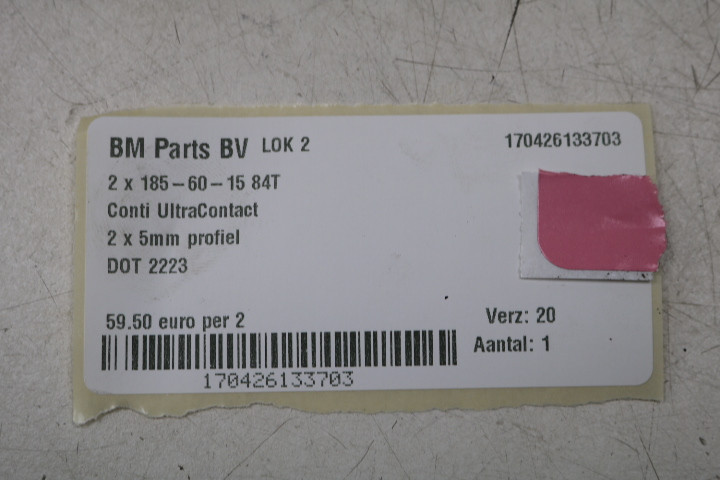 BM Parts BV LOK 2 170426133703
2 x 185-60-15 84T
Conti UltraContact
2 x 5mm profiel
DOT 2223
59.50 euro per 2 Verz: 20
Aantal: 1
170426133703